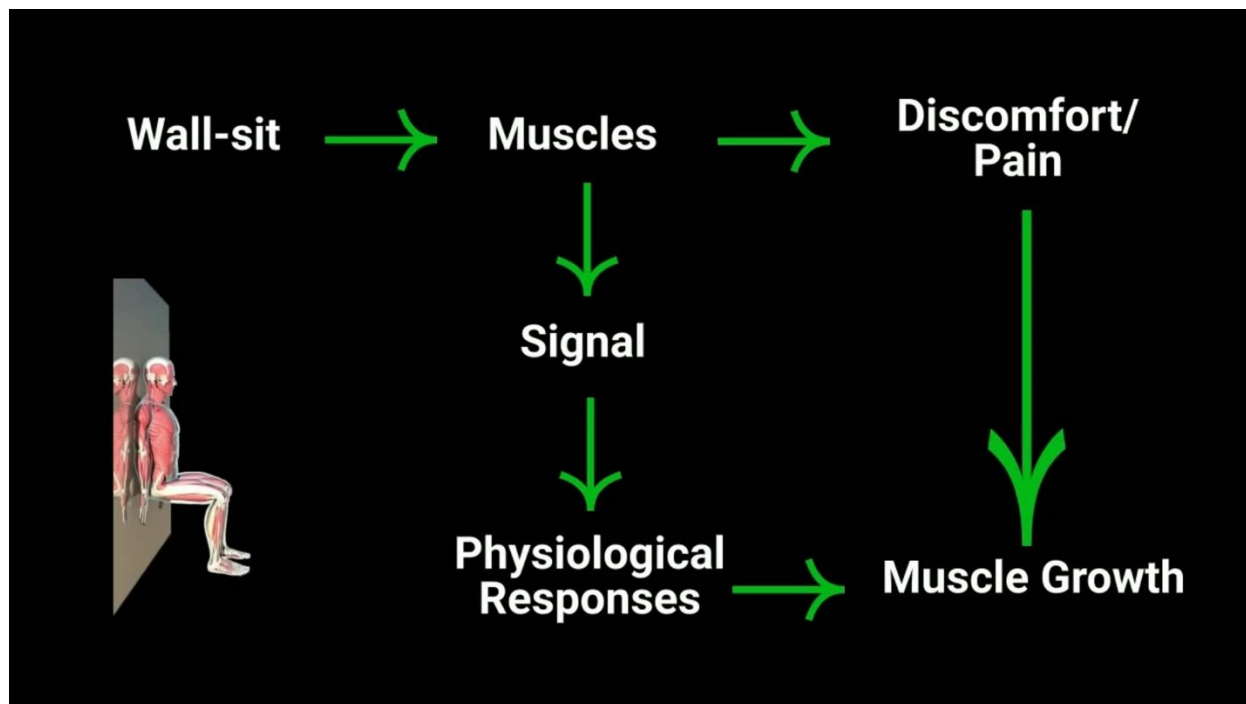 Wall-sit
Muscles
Discomfort/
Pain
Signal
Physiological
Responses
Muscle Growth